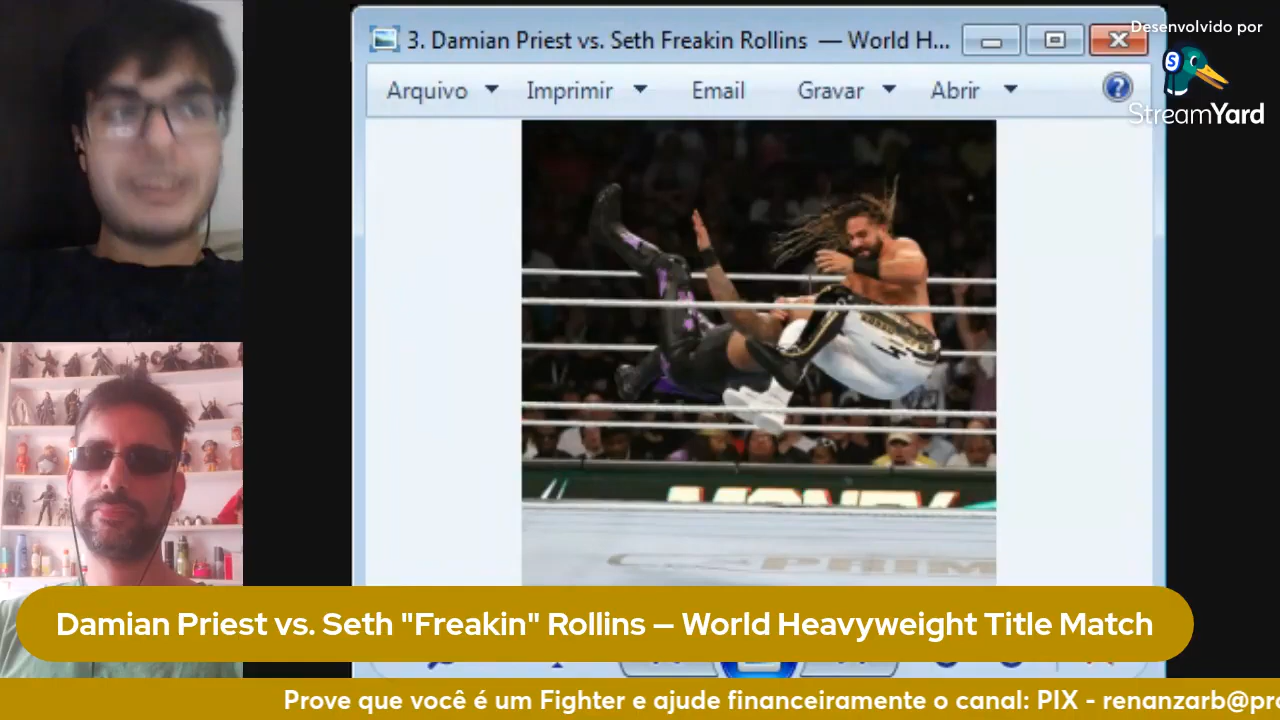 Desenvolvido por
StreamYard
3. Damian Priest vs. Seth Freakin Rollins — World H...
Arquivo Imprimir Email Gravar Abrir
Damian Priest vs. Seth "Freakin" Rollins — World Heavyweight Title Match
Prove que você é um Fighter e ajude financeiramente o canal: PIX - renanzarb@pr